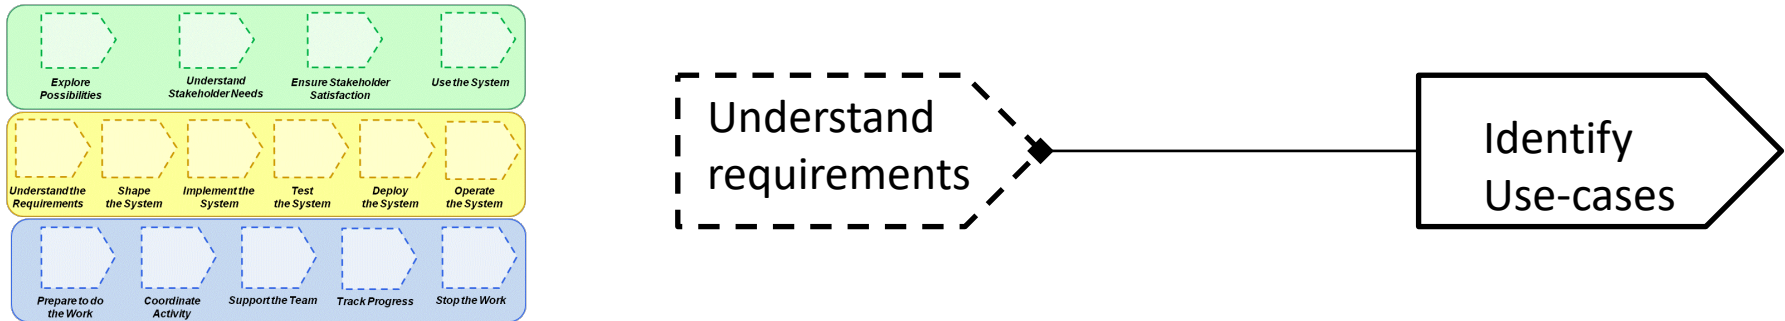 Explore
Possibilities
Understand
Stakeholder Needs
Ensure Stakeholder
Satisfaction
Use the System
Understand the
Requirements
Shape
the System
Implement the
System
Test
the System
Deploy
the System
Operate
the System
Prepare to do
the Work
Coordinate
Activity
Support the Team
Track Progress
Stop the Work
Understand
requirements
Identify
Use-cases